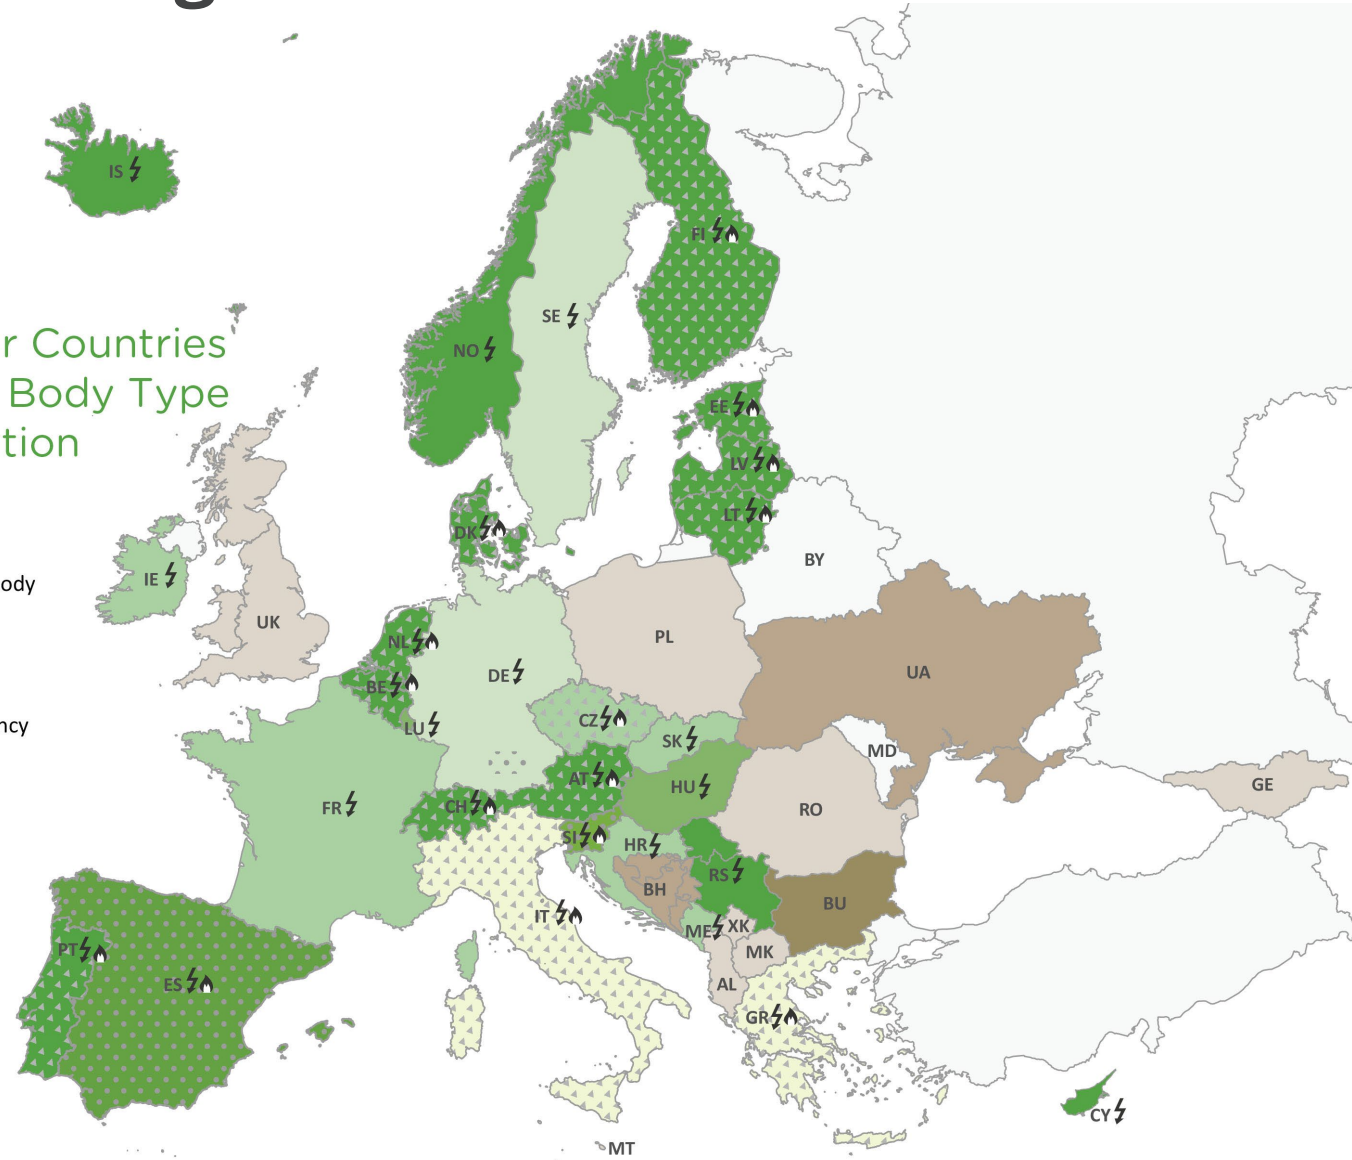 g
IS
FI
SE
r Countries
NO
Body Type
EE
tion
LV
LT
DK
BY
IE
ody
UK
PL
NL
UA
DE
BE
CZ
ncy
LU
SK
MD
AT
HU
GE
FR
CH
RO
SI
HR
RS
BH
BU
IT
XK
ME
PT
MK
ES
AL
GR
CY
MT